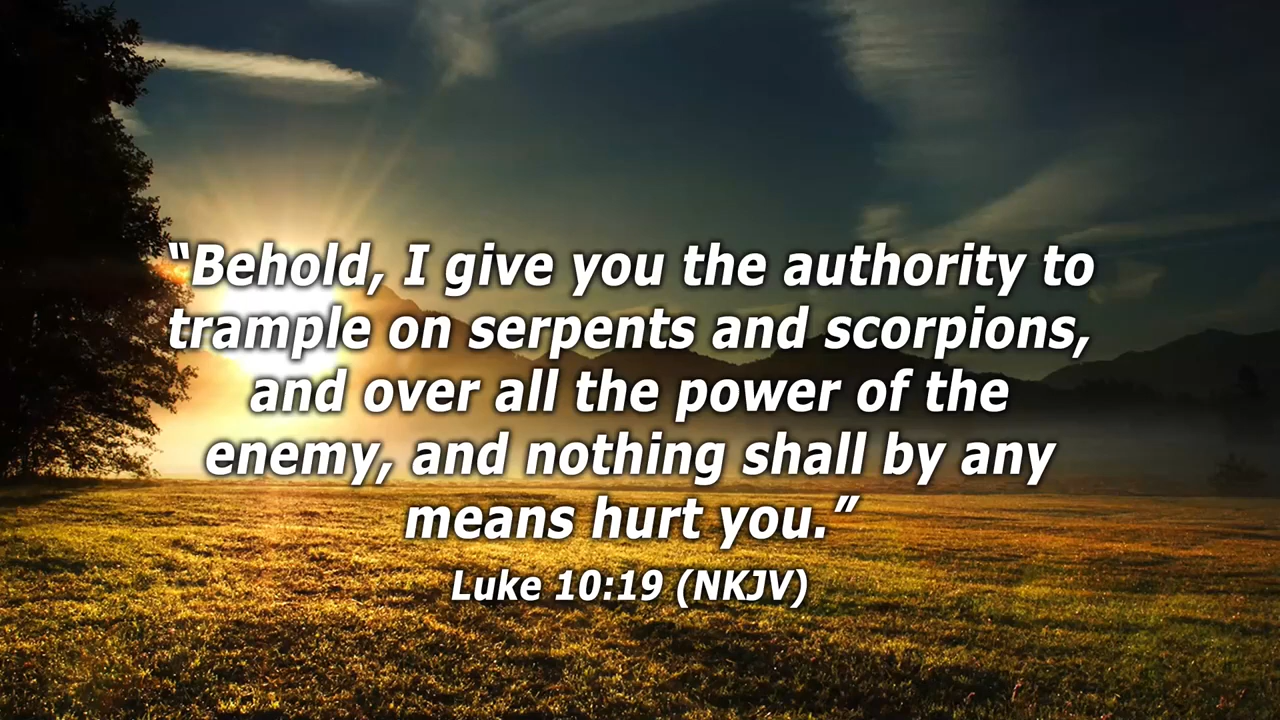 “Behold, I give you the authority to
trample on serpents and scorpions,
and over all the power of the
enemy, and nothing shall by any
means hurt you.”
Luke 10:19 (NKJV)